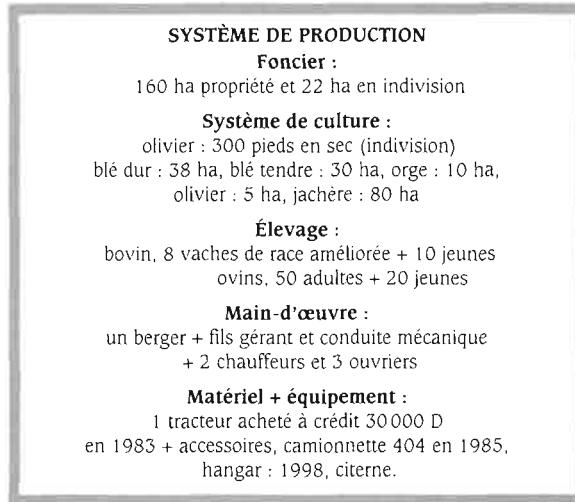 SYSTÈME DE PRODUCTION
Foncier :
160 ha propriété et 22 ha en indivision
Système de culture :
olivier : 300 pieds en sec (indivision)
blé dur : 38 ha, blé tendre : 30 ha, orge : 10 ha,
olivier : 5 ha, jachère : 80 ha
Élevage :
bovin, 8 vaches de race améliorée + 10 jeunes
ovins, 50 adultes + 20 jeunes
Main-d'œuvre :
un berger + fils gérant et conduite mécanique
+ 2 chauffeurs et 3 ouvriers
Matériel + équipement :
1 tracteur acheté à crédit 30 000 D
en 1983 + accessoires, camionnette 404 en 1985,
hangar : 1998, citerne.